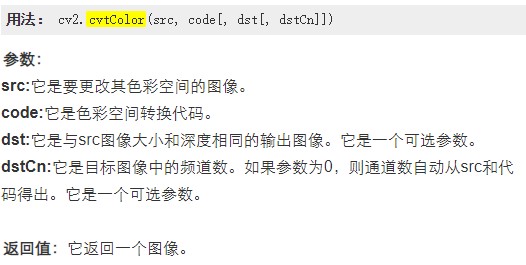 用法： cv2.cvtColor(src, code[, dst[, dstCn]])
参数：
src:它是要更改其色彩空间的图像。
code:它是色彩空间转换代码。
dst:它是与src图像大小和深度相同的输出图像。它是一个可选参数。
dstCn:它是目标图像中的频道数。如果参数为0，则通道数自动从src和代
码得出。它是一个可选参数。
返回值：它返回一个图像。